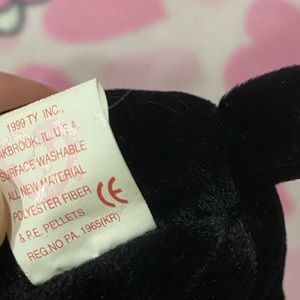 1999 TY INC.,
OAKBROOK, IL. U.S.A.
SURFACE WASHABLE
ALL NEW MATERIAL
POLYESTER FIBER
& P.E. PELLETS
CE
REG.NO PA. 1965(KR)